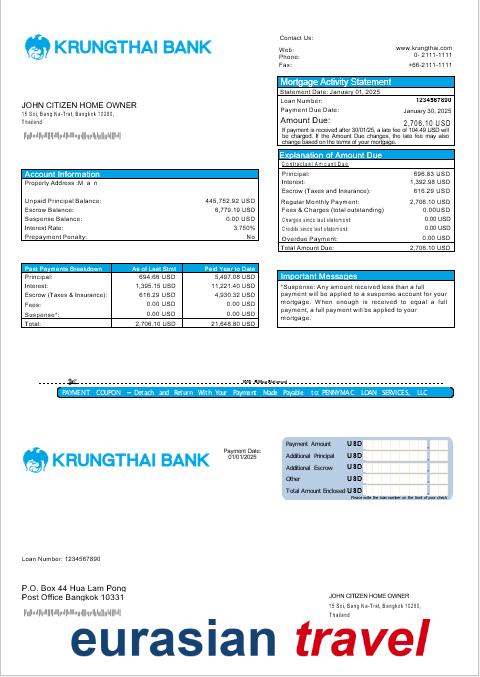 KRUNGTHAI BANK
Contact Us:
Web: www.krungthai.com
Phone: 0- 2111-1111
Fax: +66-2111-1111
Mortgage Activity Statement
Statement Date: January 01, 2025
Loan Number: 1234567890
Payment Due Date: January 30, 2025
Amount Due: 2,706.10 USD
If payment is received after 30/01/25, a late fee of 104.49 USD will
be charged. If the Amount Due changes, the late fee may also
change based on the terms of your mortgage.
JOHN CITIZEN HOME OWNER
15 Soi, Bang Na-Trat, Bangkok 10260,
Thailand
Account Information
Property Address :M a n
Unpaid Principal Balance: 445,752.92 USD
Escrow Balance: 6,779.19 USD
Suspense Balance: 0.00 USD
Interest Rate: 3.750%
Prepayment Penalty: No
Explanation of Amount Due
Contractual Amount Due
Principal: 696.83 USD
Interest: 1,392.98 USD
Escrow (Taxes and Insurance): 616.29 USD
Regular Monthly Payment: 2,706.10 USD
Fees & Charges (total outstanding) 0.00USD
Charges since last statement: 0.00 USD
Credits since last statement: 0.00 USD
Overdue Payment: 0.00 USD
Total Amount Due: 2,706.10 USD
Past Payments Breakdown As of Last Stmt Paid Year to Date
Principal: 694.66 USD 5,497.08 USD
Interest: 1,395.15 USD 11,221.40 USD
Escrow (Taxes & Insurance): 616.29 USD 4,930.32 USD
Fees: 0.00 USD 0.00 USD
Suspense*: 0.00 USD 0.00 USD
Total: 2,706.10 USD 21,648.80 USD
Important Messages
*Suspense: Any amount received less than a full
payment will be applied to a suspense account for your
mortgage. When enough is received to equal a full
payment, a full payment will be applied to your
mortgage.
PAYMENT COUPON – Detach and Return With Your Payment Made Payable to: PENNYMAC LOAN SERVICES, LLC
KRUNGTHAI BANK
Payment Date:
01/01/2025
Payment Amount USD
Additional Principal USD
Additional Escrow USD
Other USD
Total Amount Enclosed USD
Please write the loan number on the front of your check.
Loan Number: 1234567890
P.O. Box 44 Hua Lam Pong
Post Office Bangkok 10331
JOHN CITIZEN HOME OWNER
15 Soi, Bang Na-Trat, Bangkok 10260,
Thailand
eurasian travel